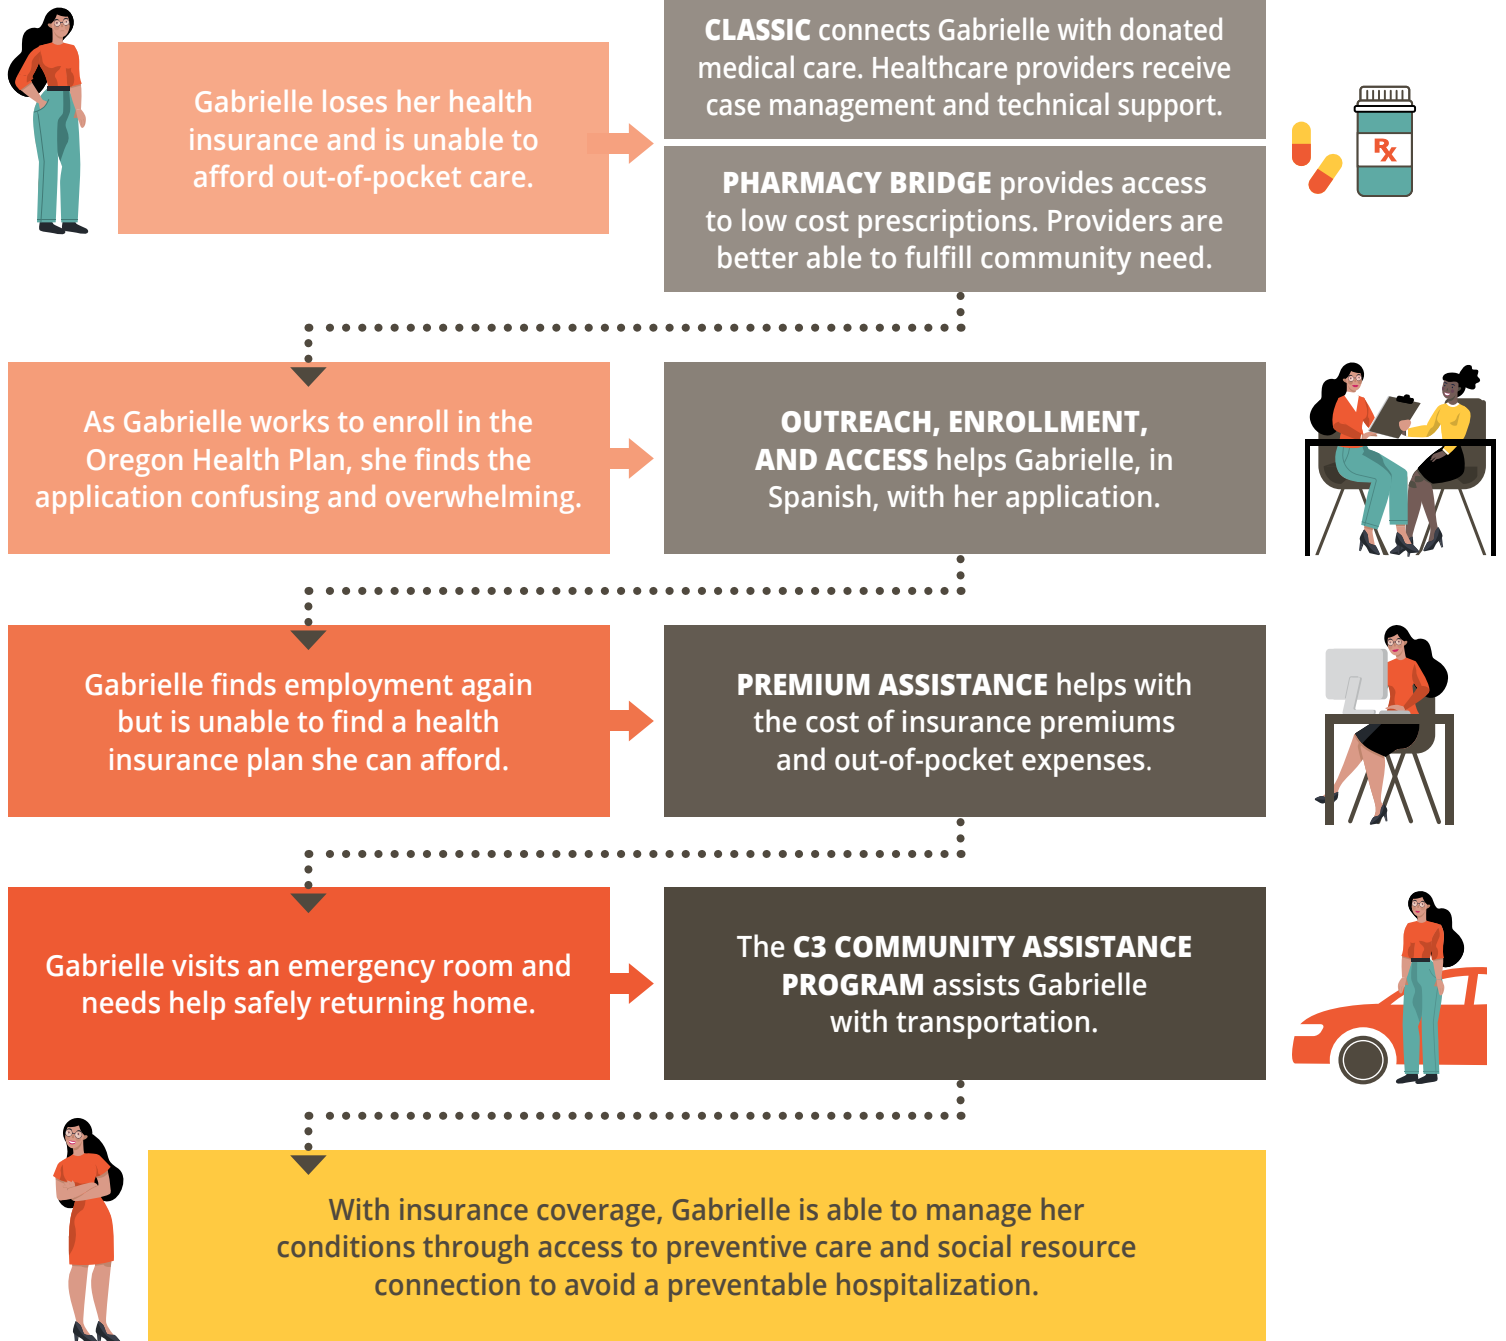 Gabrielle loses her health
insurance and is unable to
afford out-of-pocket care.
CLASSIC connects Gabrielle with donated
medical care. Healthcare providers receive
case management and technical support.
PHARMACY BRIDGE provides access
to low cost prescriptions. Providers are
better able to fulfill community need.
Rx
As Gabrielle works to enroll in the
Oregon Health Plan, she finds the
application confusing and overwhelming.
OUTREACH, ENROLLMENT,
AND ACCESS helps Gabrielle, in
Spanish, with her application.
Gabrielle finds employment again
but is unable to find a health
insurance plan she can afford.
PREMIUM ASSISTANCE helps with
the cost of insurance premiums
and out-of-pocket expenses.
Gabrielle visits an emergency room and
needs help safely returning home.
The C3 COMMUNITY ASSISTANCE
PROGRAM assists Gabrielle
with transportation.
With insurance coverage, Gabrielle is able to manage her
conditions through access to preventive care and social resource
connection to avoid a preventable hospitalization.